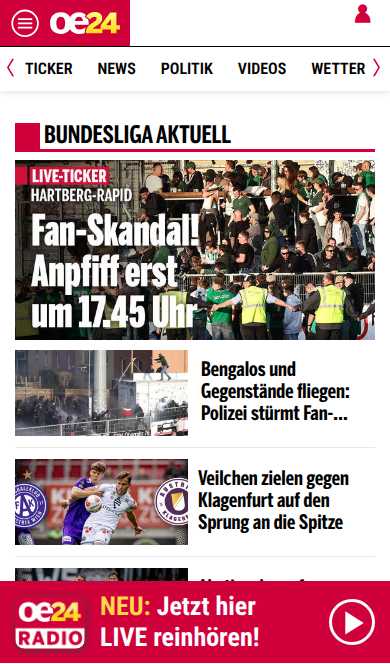 oe24
TICKER NEWS POLITIK VIDEOS WETTER
BUNDESLIGA AKTUELL
LIVE-TICKER
HARTBERG-RAPID
Fan-Skandal!
Anpfiff erst
um 17.45 Uhr
Bengalos und
Gegenstände fliegen:
Polizei stürmt Fan-...
Veilchen zielen gegen
Klagenfurt auf den
Sprung an die Spitze
oe24
RADIO
NEU: Jetzt hier
LIVE reinhören!